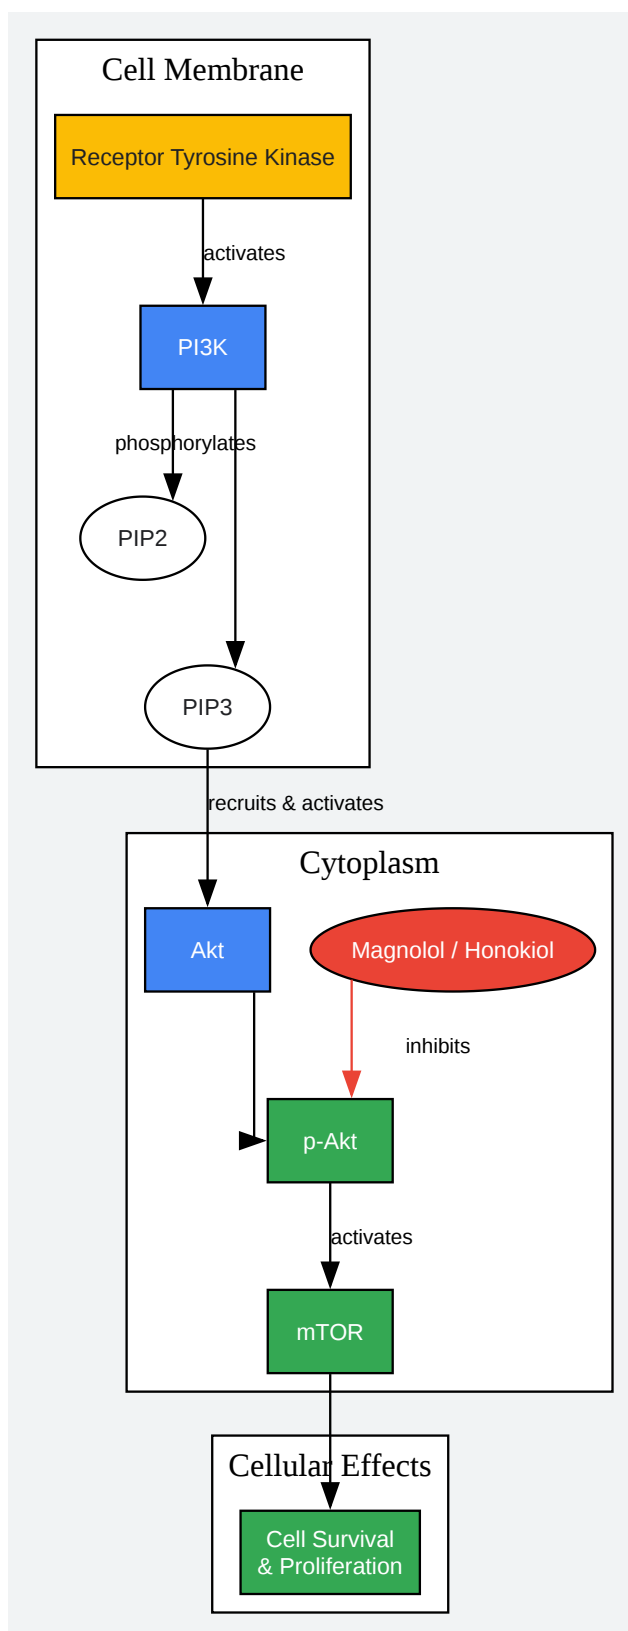 Cell Membrane
Receptor Tyrosine Kinase
activates
PI3K
phosphorylates
PIP2
PIP3
recruits & activates
Cytoplasm
Akt
Magnolol / Honokiol
inhibits
p-Akt
activates
mTOR
Cellular Effects
Cell Survival
& Proliferation